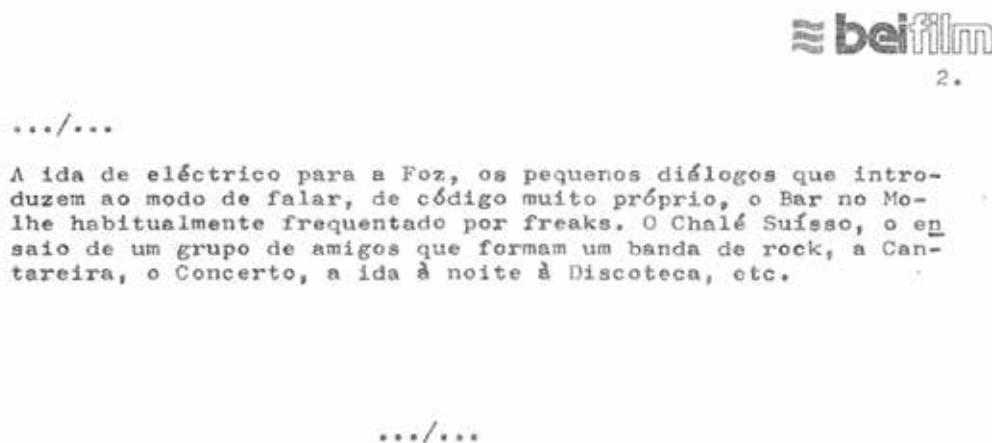 beifilm
2.
.../...
A ida de eléctrico para a Foz, os pequenos diálogos que intro-
duzem ao modo de falar, de código muito próprio, o Bar no Mo-
lhe habitualmente frequentado por freaks. O Chalé Suísso, o en
saio de um grupo de amigos que formam um banda de rock, a Can-
tareira, o Concerto, a ida à noite à Discoteca, etc.
.../...